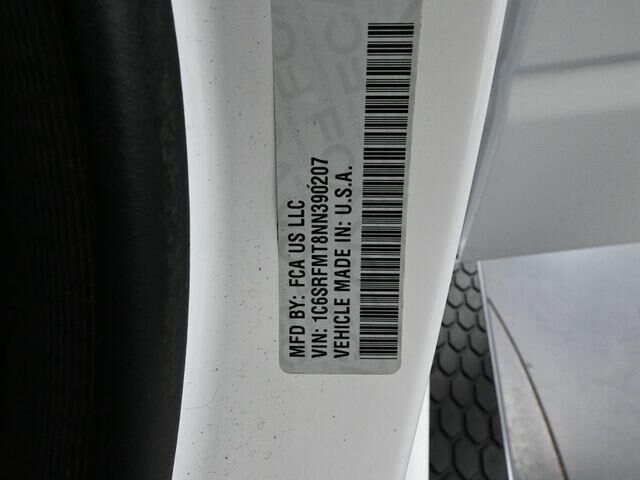 MFD BY: FCA US LLC
VIN: 1C6SRFMT8NN390207
VEHICLE MADE IN: U.S.A.